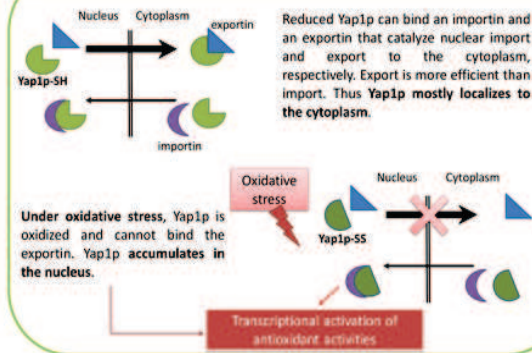 Nucleus Cytoplasm
exportin
Yap1p-SH
importin
Reduced Yap1p can bind an importin and
an exportin that catalyze nuclear import
and export to the cytoplasm,
respectively. Export is more efficient than
import. Thus Yap1p mostly localizes to
the cytoplasm.
Oxidative
stress
Nucleus Cytoplasm
Yap1p-SS
Under oxidative stress, Yap1p is
oxidized and cannot bind the
exportin. Yap1p accumulates in
the nucleus.
Transcriptional activation of
antioxidant activities